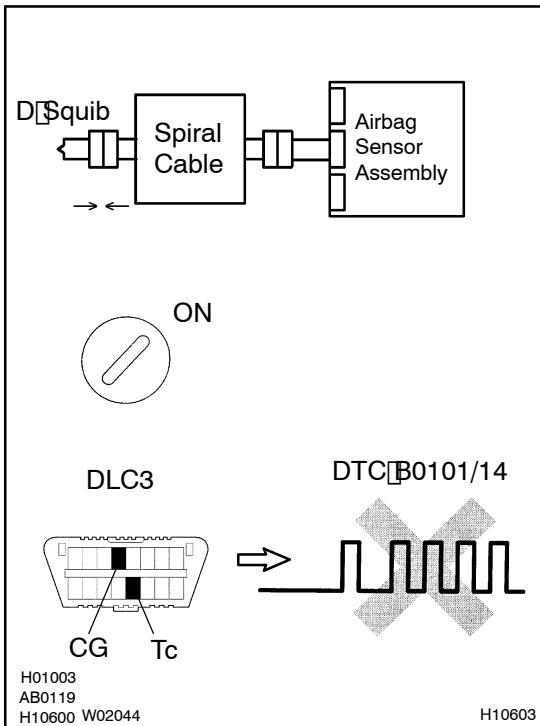 D Squib
Spiral
Cable
Airbag
Sensor
Assembly
ON
DLC3
DTC B0101/14
CG
Tc
H01003
AB0119
H10600 W02044
H10603